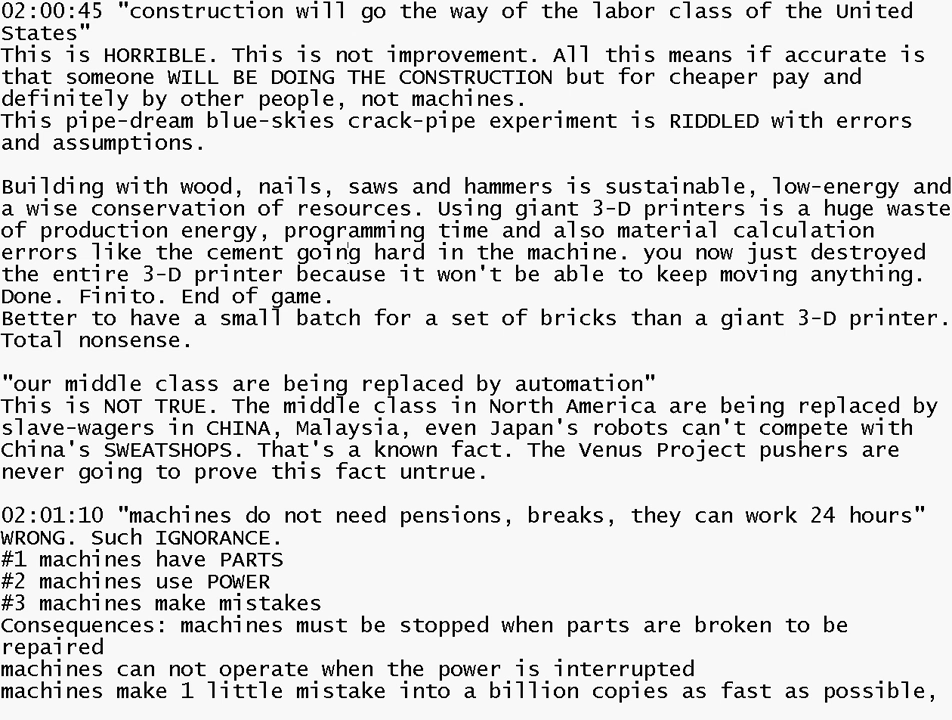 02:00:45 "construction will go the way of the labor class of the United
States"
This is HORRIBLE. This is not improvement. All this means if accurate is
that someone WILL BE DOING THE CONSTRUCTION but for cheaper pay and
definitely by other people, not machines.
This pipe-dream blue-skies crack-pipe experiment is RIDDLED with errors
and assumptions.
Building with wood, nails, saws and hammers is sustainable, low-energy and
a wise conservation of resources. Using giant 3-D printers is a huge waste
of production energy, programming time and also material calculation
errors like the cement going hard in the machine. you now just destroyed
the entire 3-D printer because it won't be able to keep moving anything.
Done. Finito. End of game.
Better to have a small batch for a set of bricks than a giant 3-D printer.
Total nonsense.
"our middle class are being replaced by automation"
This is NOT TRUE. The middle class in North America are being replaced by
slave-wagers in CHINA, Malaysia, even Japan's robots can't compete with
China's SWEATSHOPS. That's a known fact. The Venus Project pushers are
never going to prove this fact untrue.
02:01:10 "machines do not need pensions, breaks, they can work 24 hours"
WRONG. Such IGNORANCE.
#1 machines have PARTS
#2 machines use POWER
#3 machines make mistakes
Consequences: machines must be stopped when parts are broken to be
repaired
machines can not operate when the power is interrupted
machines make 1 little mistake into a billion copies as fast as possible,